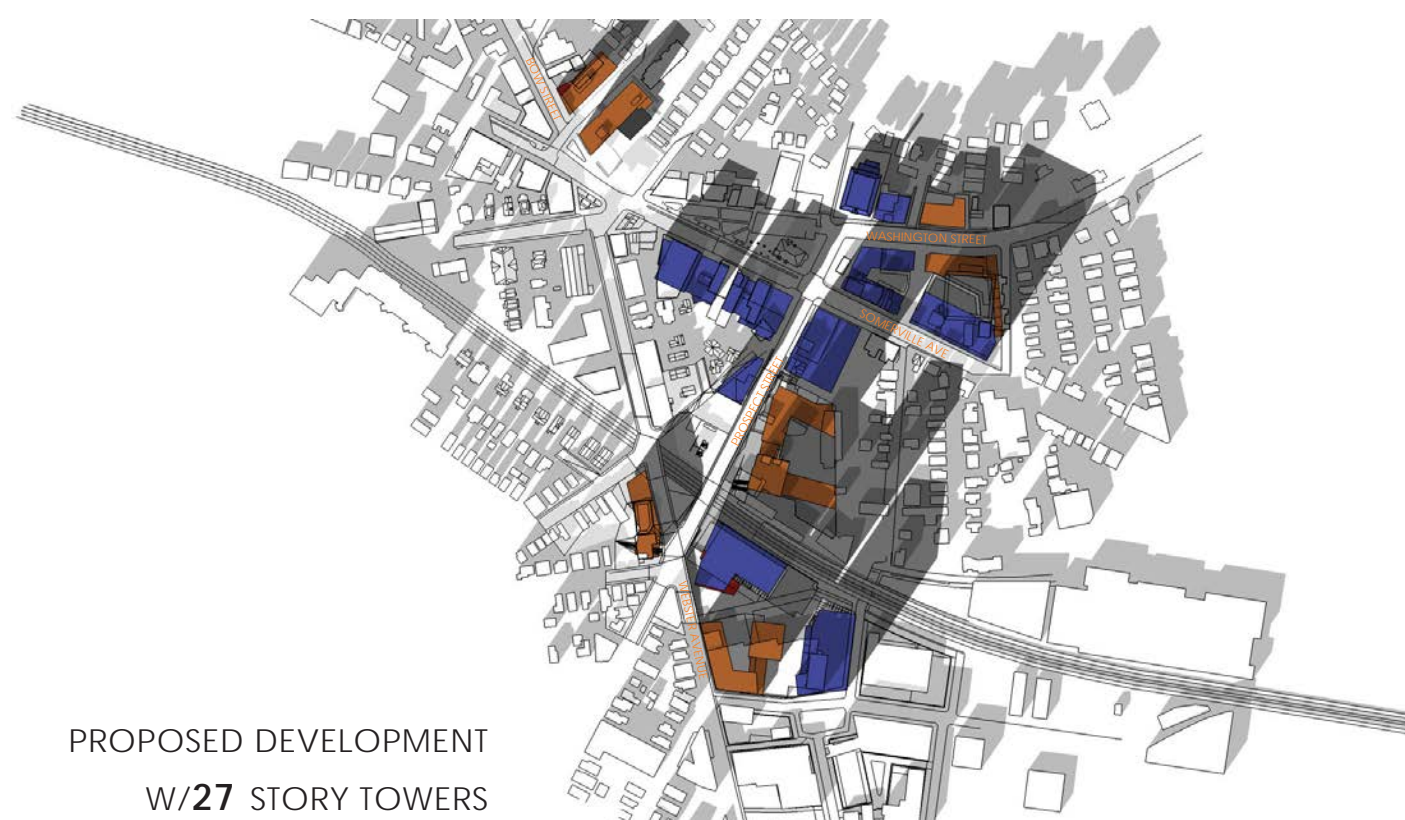 BOW STREET
WASHINGTON STREET
SOMERVILLE AVE
PROSPECT STREET
WEBSTER AVENUE
PROPOSED DEVELOPMENT
W/27 STORY TOWERS